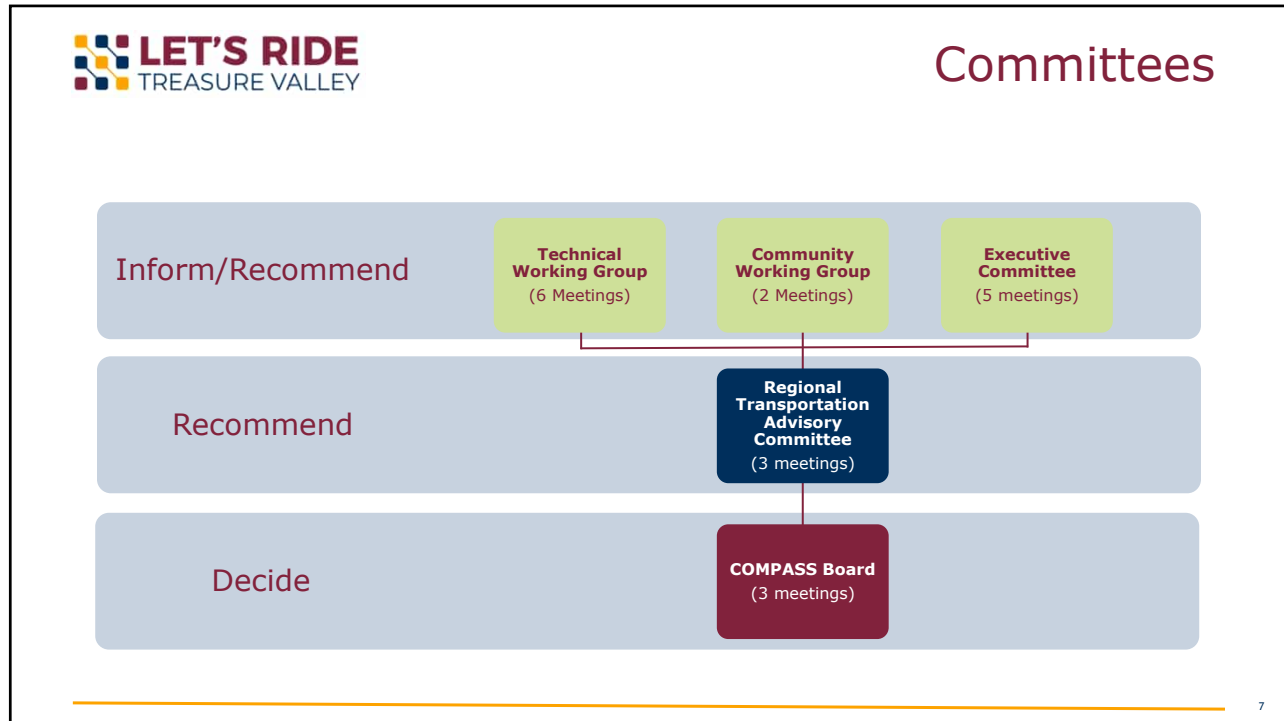 LET'S RIDE
TREASURE VALLEY
Committees
Inform/Recommend
Technical
Working Group
(6 Meetings)
Community
Working Group
(2 Meetings)
Executive
Committee
(5 meetings)
Recommend
Regional
Transportation
Advisory
Committee
(3 meetings)
Decide
COMPASS Board
(3 meetings)
7